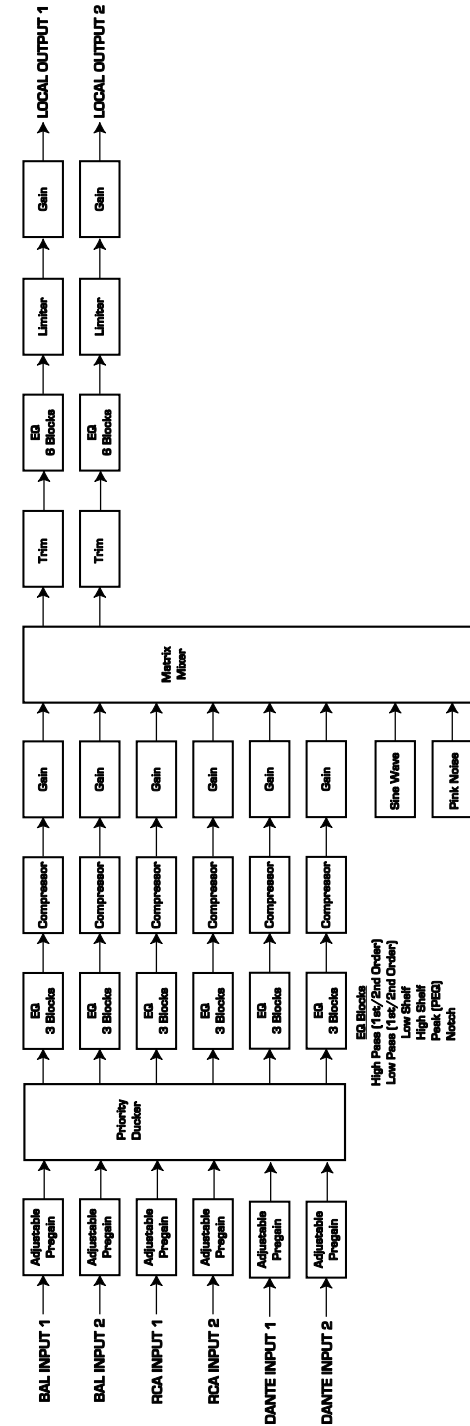 BAL INPUT 1
Adjustable
Pregain
BAL INPUT 2
Adjustable
Pregain
RCA INPUT 1
Adjustable
Pregain
RCA INPUT 2
Adjustable
Pregain
DANTE INPUT 1
Adjustable
Pregain
DANTE INPUT 2
Adjustable
Pregain
Priority
Ducker
EQ
3 Blocks
Compressor
Gain
EQ
3 Blocks
Compressor
Gain
EQ
3 Blocks
Compressor
Gain
EQ
3 Blocks
Compressor
Gain
EQ
3 Blocks
Compressor
Gain
EQ
3 Blocks
Compressor
Gain
Sine Wave
Pink Noise
Matrix
Mixer
Trim
EQ
6 Blocks
Limiter
Gain
LOCAL OUTPUT 1
Trim
EQ
6 Blocks
Limiter
Gain
LOCAL OUTPUT 2
EQ Blocks
High Pass (1st/2nd Order)
Low Pass (1st/2nd Order)
Low Shelf
High Shelf
Peak (PEQ)
Notch